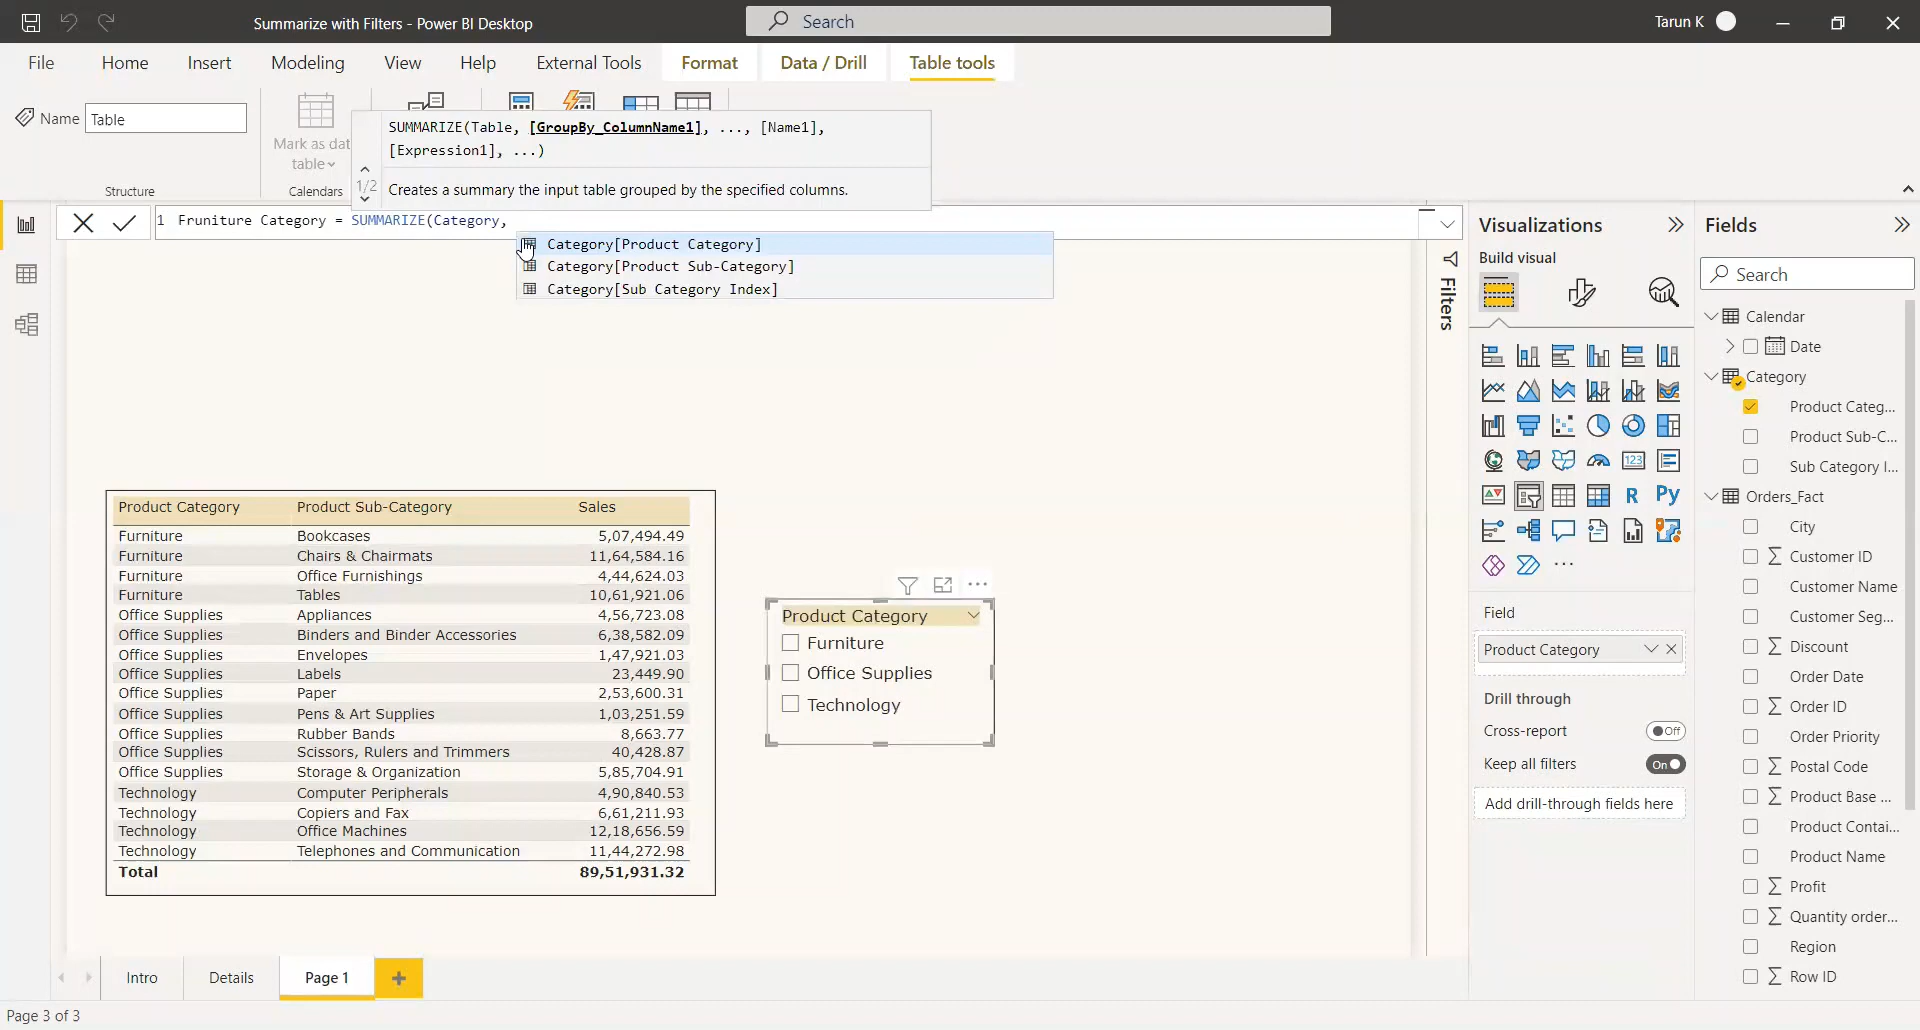 Summarize with Filters - Power BI Desktop
Search
Tarun K
File
Home
Insert
Modeling
View
Help
External Tools
Format
Data / Drill
Table tools
Name
Table
Mark as dat
table
Structure
Calendars
SUMMARIZE(Table, [GroupBy_ColumnName1], ..., [Name1],
[Expression1], ...)
1/2
Creates a summary the input table grouped by the specified columns.
1 Fruniture Category = SUMMARIZE(Category,
Category[Product Category]
Category[Product Sub-Category]
Category[Sub Category Index]
Product Category Product Sub-Category Sales
Furniture Bookcases 5,07,494.49
Furniture Chairs & Chairmats 11,64,584.16
Furniture Office Furnishings 4,44,624.03
Furniture Tables 10,61,921.06
Office Supplies Appliances 4,56,723.08
Office Supplies Binders and Binder Accessories 6,38,582.09
Office Supplies Envelopes 1,47,921.03
Office Supplies Labels 23,449.90
Office Supplies Paper 2,53,600.31
Office Supplies Pens & Art Supplies 1,03,251.59
Office Supplies Rubber Bands 8,663.77
Office Supplies Scissors, Rulers and Trimmers 40,428.87
Office Supplies Storage & Organization 5,85,704.91
Technology Computer Peripherals 4,90,840.53
Technology Copiers and Fax 6,61,211.93
Technology Office Machines 12,18,656.59
Technology Telephones and Communication 11,44,272.98
Total 89,51,931.32
Product Category
Furniture
Office Supplies
Technology
Filters
Visualizations
Build visual
123
R
Py
Field
Product Category
Drill through
Cross-report
Off
Keep all filters
On
Add drill-through fields here
Fields
Search
Calendar
Date
Category
Product Categ...
Product Sub-C...
Sub Category I...
Orders_Fact
City
Customer ID
Customer Name
Customer Seg...
Discount
Order Date
Order ID
Order Priority
Postal Code
Product Base ...
Product Contai...
Product Name
Profit
Quantity order...
Region
Row ID
Intro
Details
Page 1
Page 3 of 3